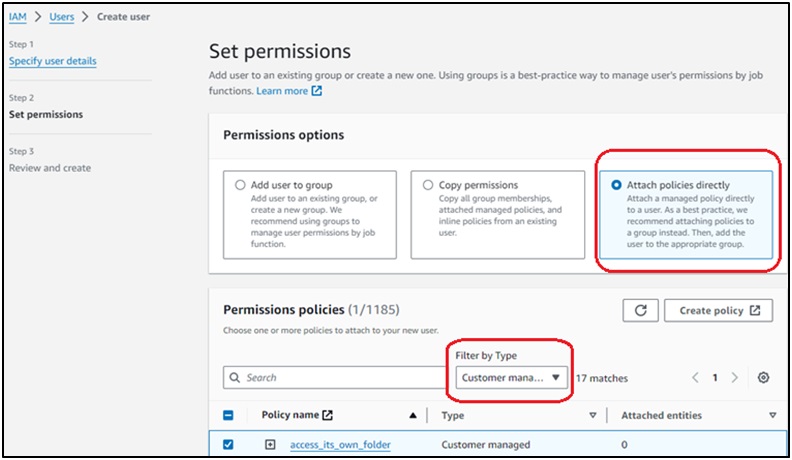 IAM > Users > Create user
Step 1
Specify user details
Step 2
Set permissions
Step 3
Review and create
Set permissions
Add user to an existing group or create a new one. Using groups is a best-practice way to manage user's permissions by job
functions. Learn more
Permissions options
Add user to group
Add user to an existing group, or
create a new group. We
recommend using groups to
manage user permissions by job
function.
Copy permissions
Copy all group memberships,
attached managed policies, and
inline policies from an existing
user.
Attach policies directly
Attach a managed policy directly
to a user. As a best practice, we
recommend attaching policies to
a group instead. Then, add the
user to the appropriate group.
Permissions policies (1/1185)
Create policy
Choose one or more policies to attach to your new user.
Filter by Type
Search
Customer mana...
17 matches
1
Policy name Type Attached entities
access_its_own_folder Customer managed 0